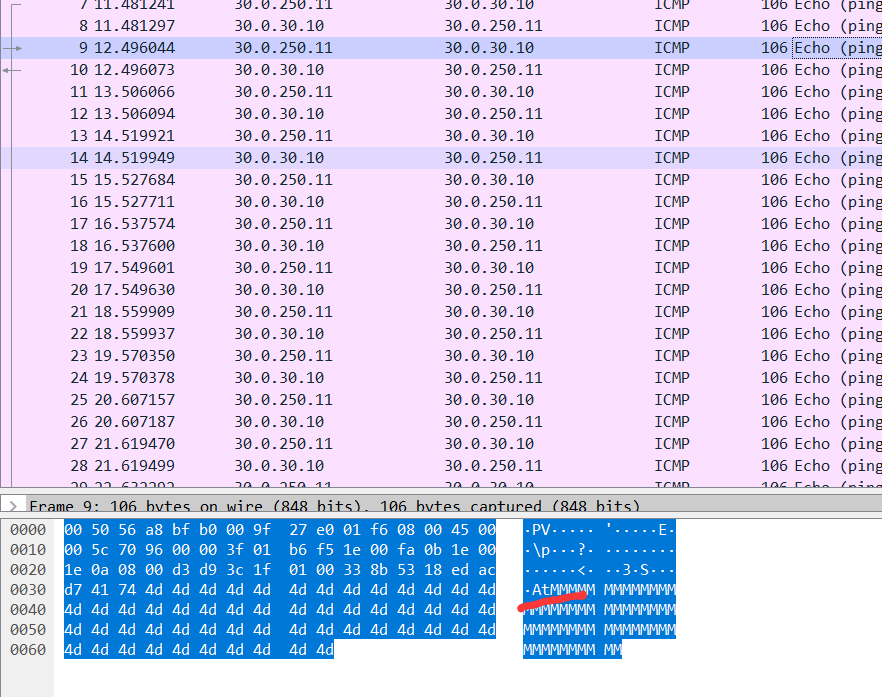 7 11.481241 30.0.250.11 30.0.30.10 ICMP 106 Echo (ping
8 11.481297 30.0.30.10 30.0.250.11 ICMP 106 Echo (ping
9 12.496044 30.0.250.11 30.0.30.10 ICMP 106 Echo (ping
10 12.496073 30.0.30.10 30.0.250.11 ICMP 106 Echo (ping
11 13.506066 30.0.250.11 30.0.30.10 ICMP 106 Echo (ping
12 13.506094 30.0.30.10 30.0.250.11 ICMP 106 Echo (ping
13 14.519921 30.0.250.11 30.0.30.10 ICMP 106 Echo (ping
14 14.519949 30.0.30.10 30.0.250.11 ICMP 106 Echo (ping
15 15.527684 30.0.250.11 30.0.30.10 ICMP 106 Echo (ping
16 15.527711 30.0.30.10 30.0.250.11 ICMP 106 Echo (ping
17 16.537574 30.0.250.11 30.0.30.10 ICMP 106 Echo (ping
18 16.537600 30.0.30.10 30.0.250.11 ICMP 106 Echo (ping
19 17.549601 30.0.250.11 30.0.30.10 ICMP 106 Echo (ping
20 17.549630 30.0.30.10 30.0.250.11 ICMP 106 Echo (ping
21 18.559909 30.0.250.11 30.0.30.10 ICMP 106 Echo (ping
22 18.559937 30.0.30.10 30.0.250.11 ICMP 106 Echo (ping
23 19.570350 30.0.250.11 30.0.30.10 ICMP 106 Echo (ping
24 19.570378 30.0.30.10 30.0.250.11 ICMP 106 Echo (ping
25 20.607157 30.0.250.11 30.0.30.10 ICMP 106 Echo (ping
26 20.607187 30.0.30.10 30.0.250.11 ICMP 106 Echo (ping
27 21.619470 30.0.250.11 30.0.30.10 ICMP 106 Echo (ping
28 21.619499 30.0.30.10 30.0.250.11 ICMP 106 Echo (ping
Frame 9: 106 bytes on wire (848 bits), 106 bytes captured (848 bits)
0000 00 50 56 a8 bf b0 00 9f 27 e0 01 f6 08 00 45 00 ·PV····· '·····E·
0010 00 5c 70 96 00 00 3f 01 b6 f5 1e 00 fa 0b 1e 00 ·\p···?· ········
0020 1e 0a 08 00 d3 d9 3c 1f 01 00 33 8b 53 18 ed ac ······<· ··3·S···
0030 d7 41 74 4d 4d 4d 4d 4d 4d 4d 4d 4d 4d 4d 4d 4d ·AtMMMMM MMMMMMMM
0040 4d 4d 4d 4d 4d 4d 4d 4d 4d 4d 4d 4d 4d 4d 4d 4d MMMMMMMM MMMMMMMM
0050 4d 4d 4d 4d 4d 4d 4d 4d 4d 4d 4d 4d 4d 4d 4d 4d MMMMMMMM MMMMMMMM
0060 4d 4d 4d 4d 4d 4d 4d 4d 4d 4d MMMMMMMM MM